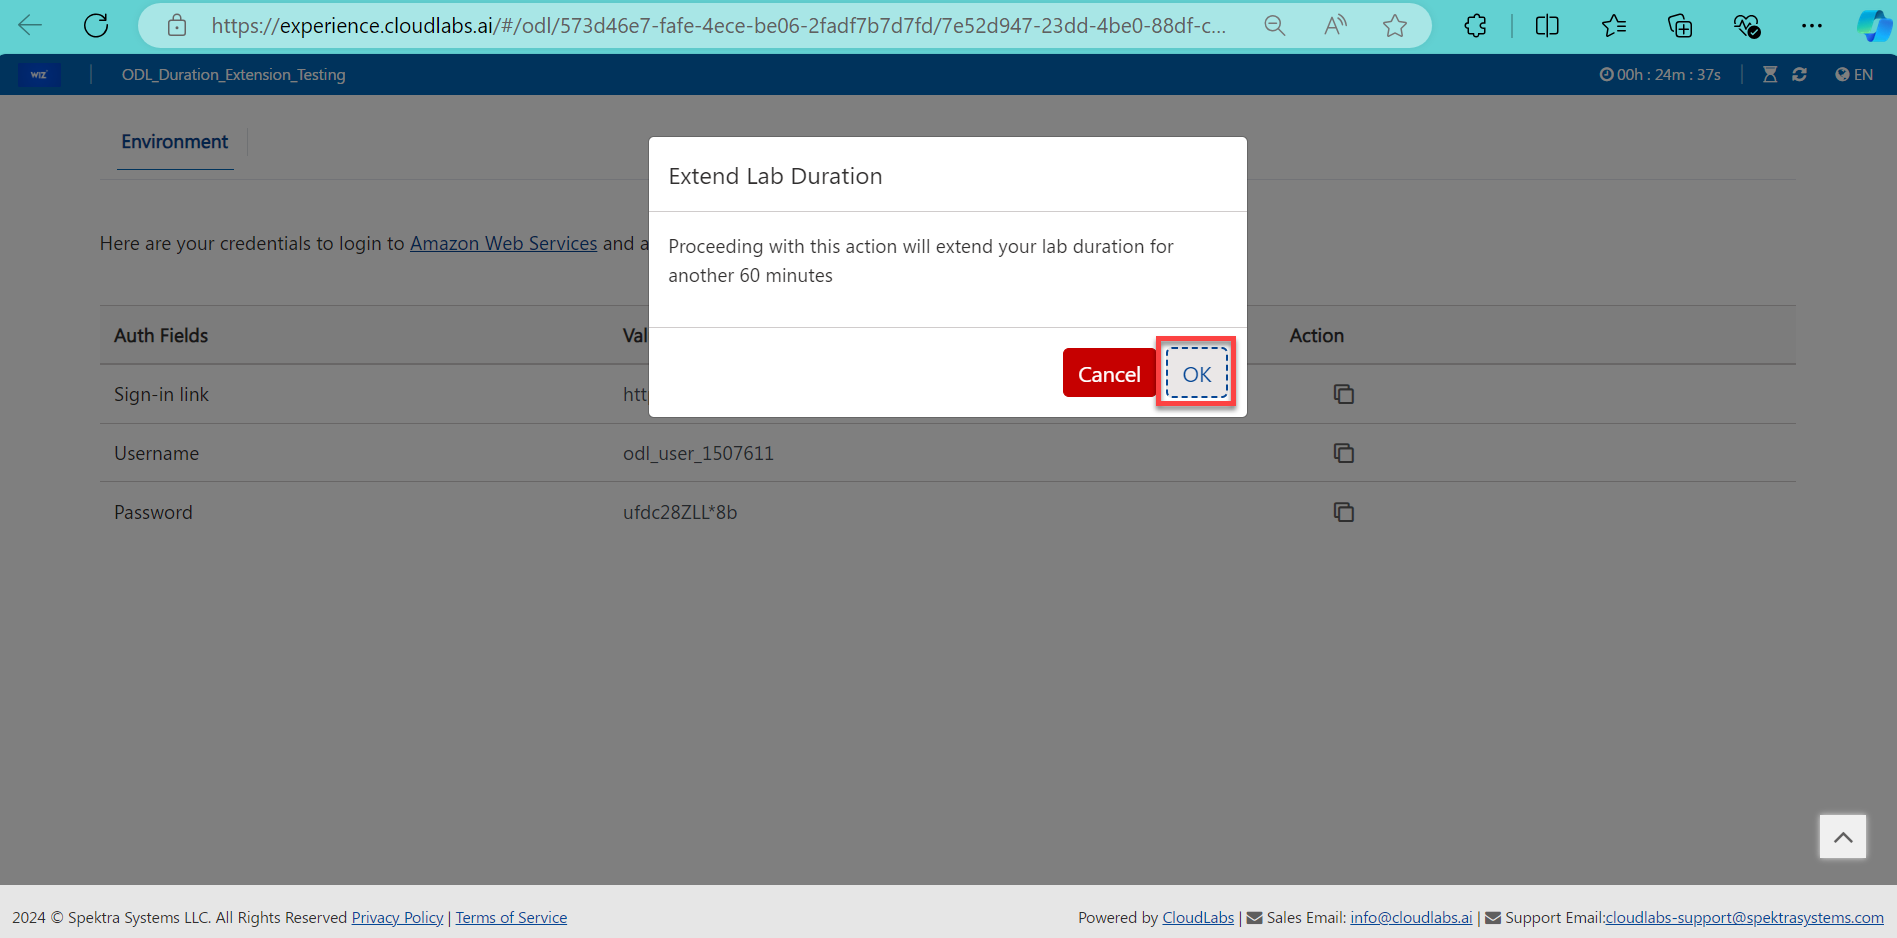 https://experience.cloudlabs.ai/#/odl/573d46e7-fafe-4ece-be06-2fadf7b7d7fd/7e52d947-23dd-4be0-88df-c...
WIZ
ODL_Duration_Extension_Testing
00h : 24m : 37s
EN
Environment
Extend Lab Duration
Proceeding with this action will extend your lab duration for
another 60 minutes
Cancel OK
Here are your credentials to login to Amazon Web Services and a
Auth Fields Val Action
Sign-in link htt
Username odl_user_1507611
Password ufdc28ZLL*8b
2024 © Spektra Systems LLC. All Rights Reserved Privacy Policy | Terms of Service
Powered by CloudLabs | Sales Email: info@cloudlabs.ai | Support Email:cloudlabs-support@spektrasystems.com